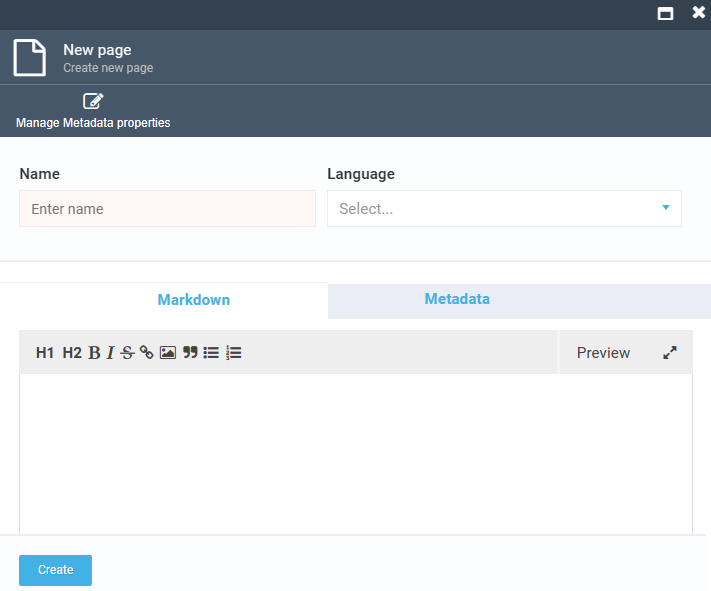 New page
Create new page
Manage Metadata properties
Name
Language
Enter name
Select...
Markdown
Metadata
H1 H2 B I S
Preview
Create